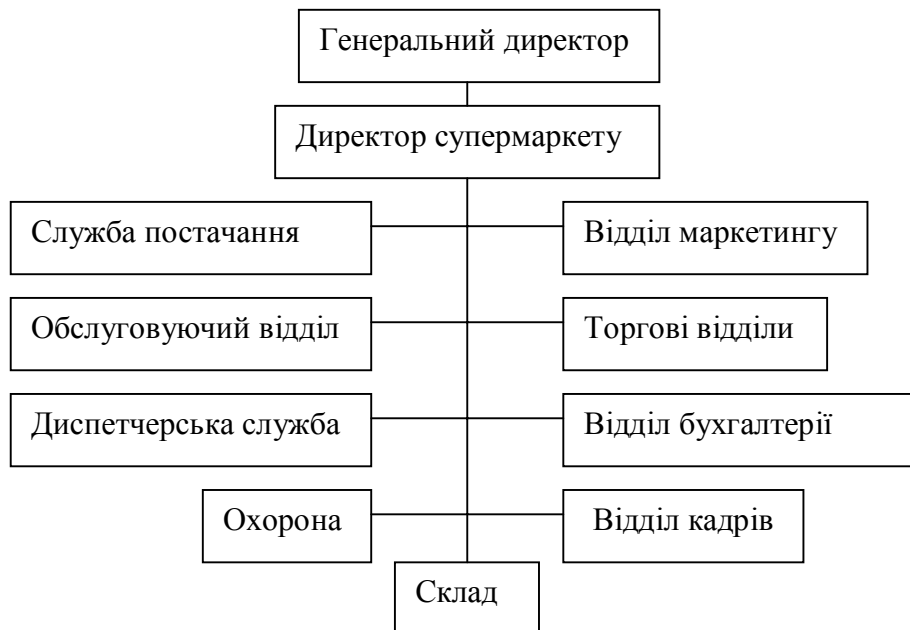 Генеральний директор
Директор супермаркету
Служба постачання
Відділ маркетингу
Обслуговуючий відділ
Торгові відділи
Диспетчерська служба
Відділ бухгалтерії
Охорона
Відділ кадрів
Склад